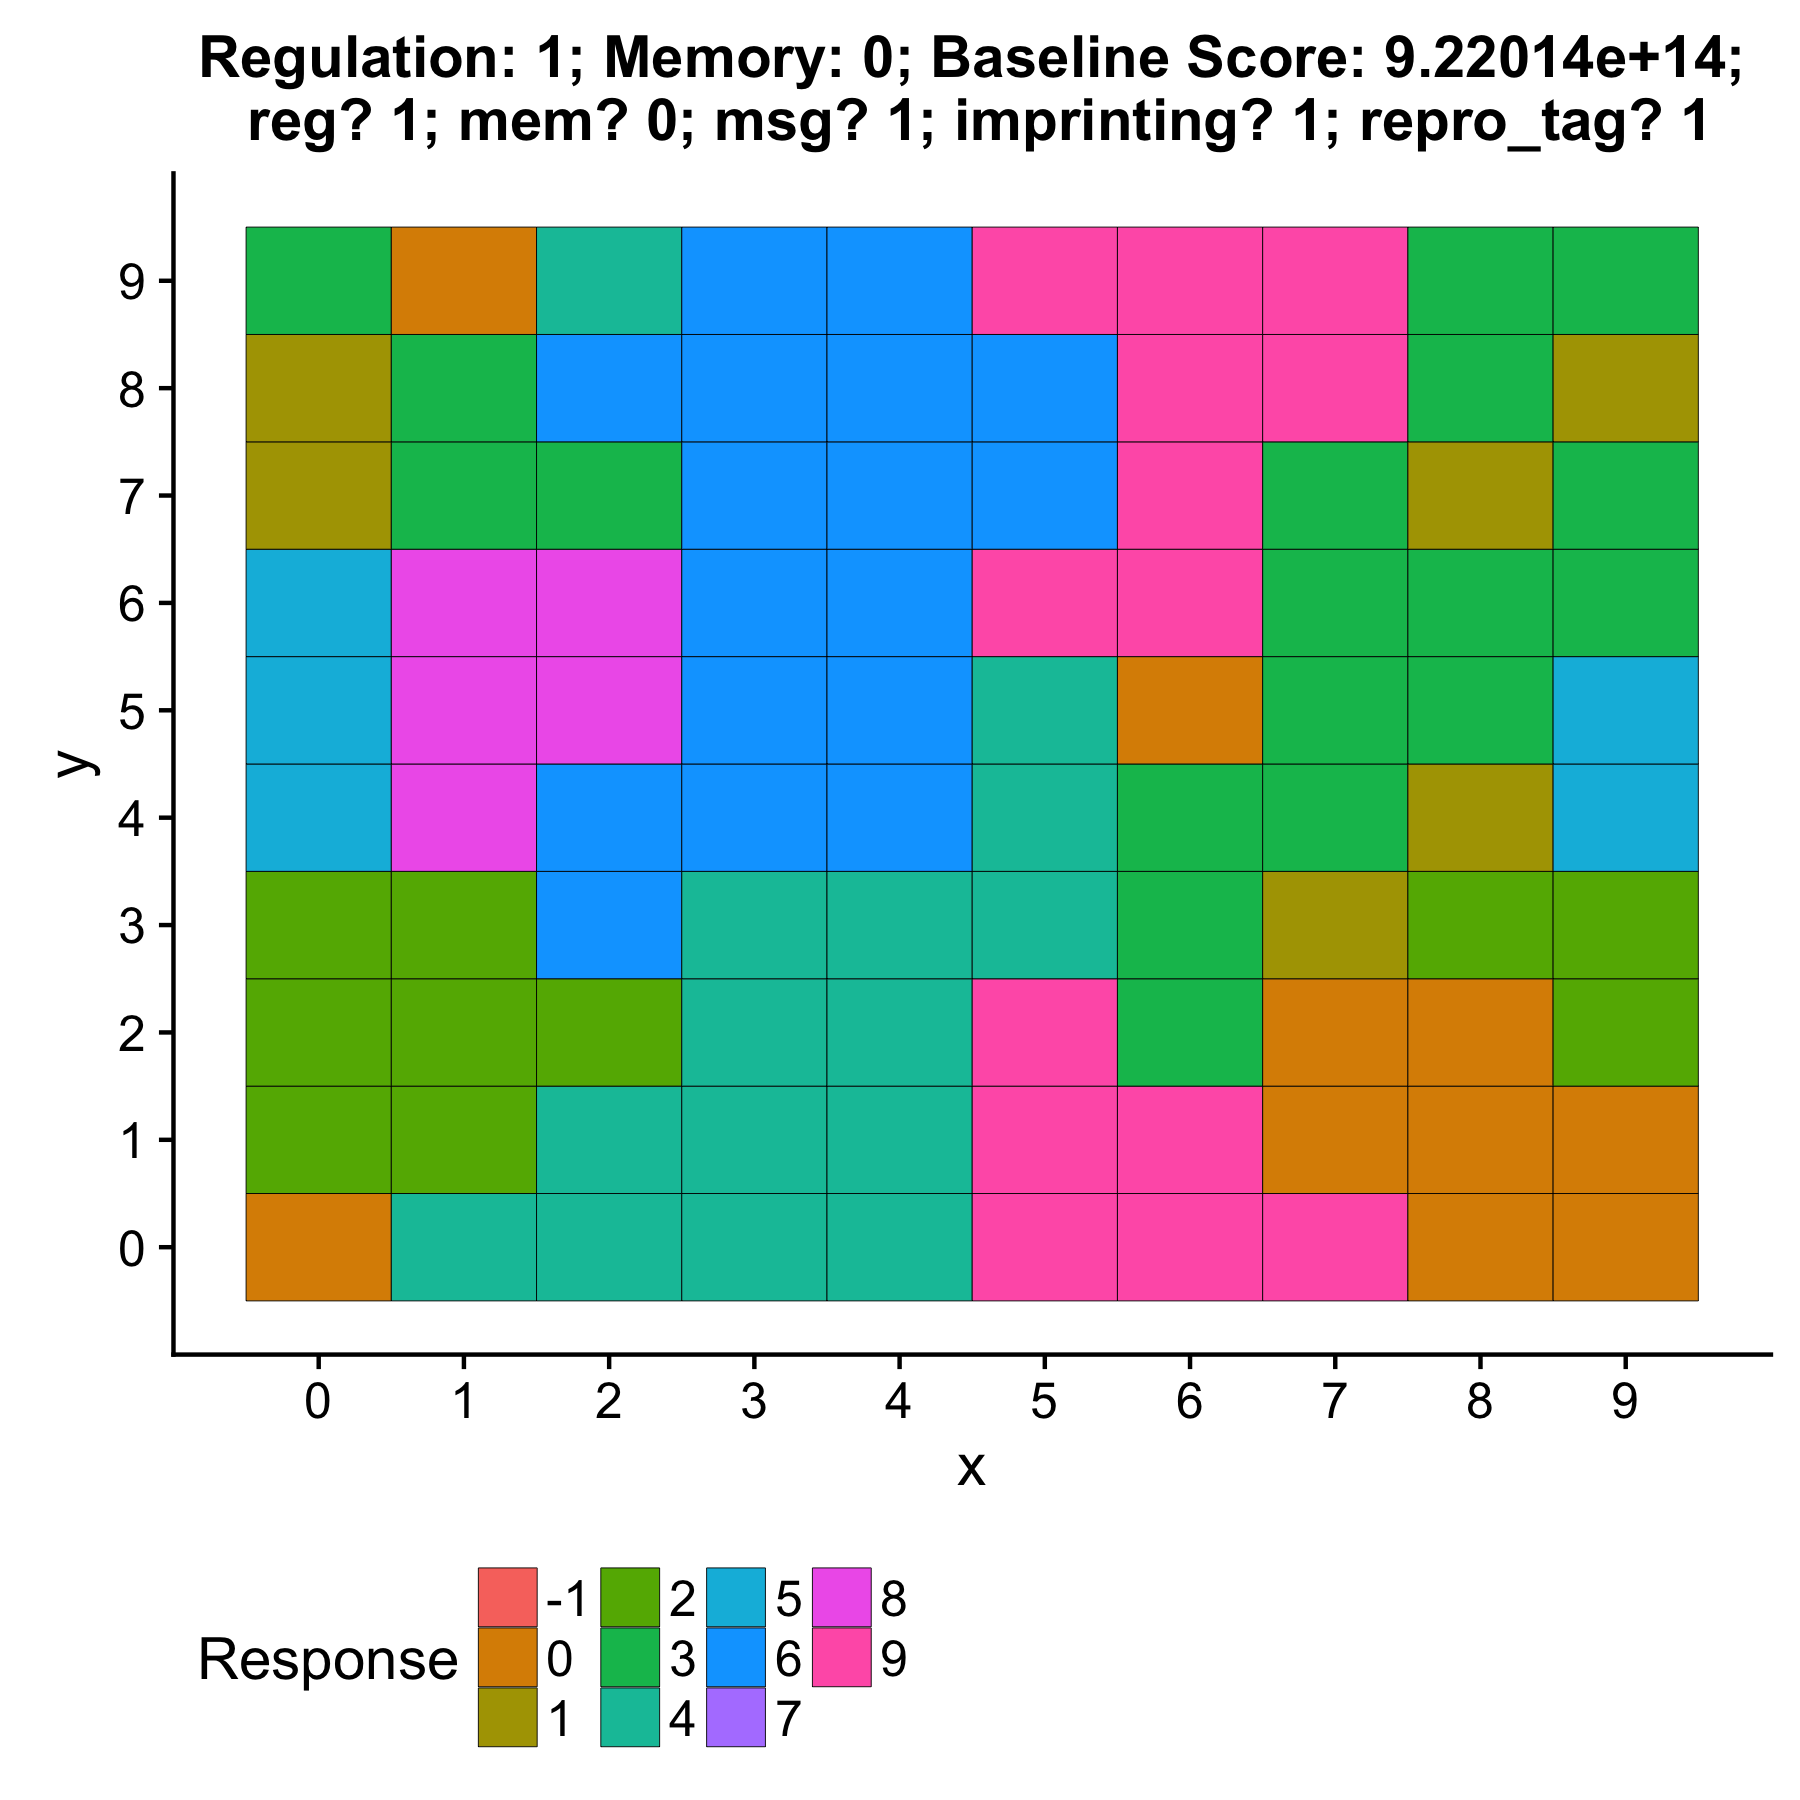 Regulation: 1; Memory: 0; Baseline Score: 9.22014e+14;
reg? 1; mem? 0; msg? 1; imprinting? 1; repro_tag? 1
9
8
7
6
5
4
3
2
1
0
y
0 1 2 3 4 5 6 7 8 9
x
Response
-1 2 5 8
0 3 6 9
1 4 7